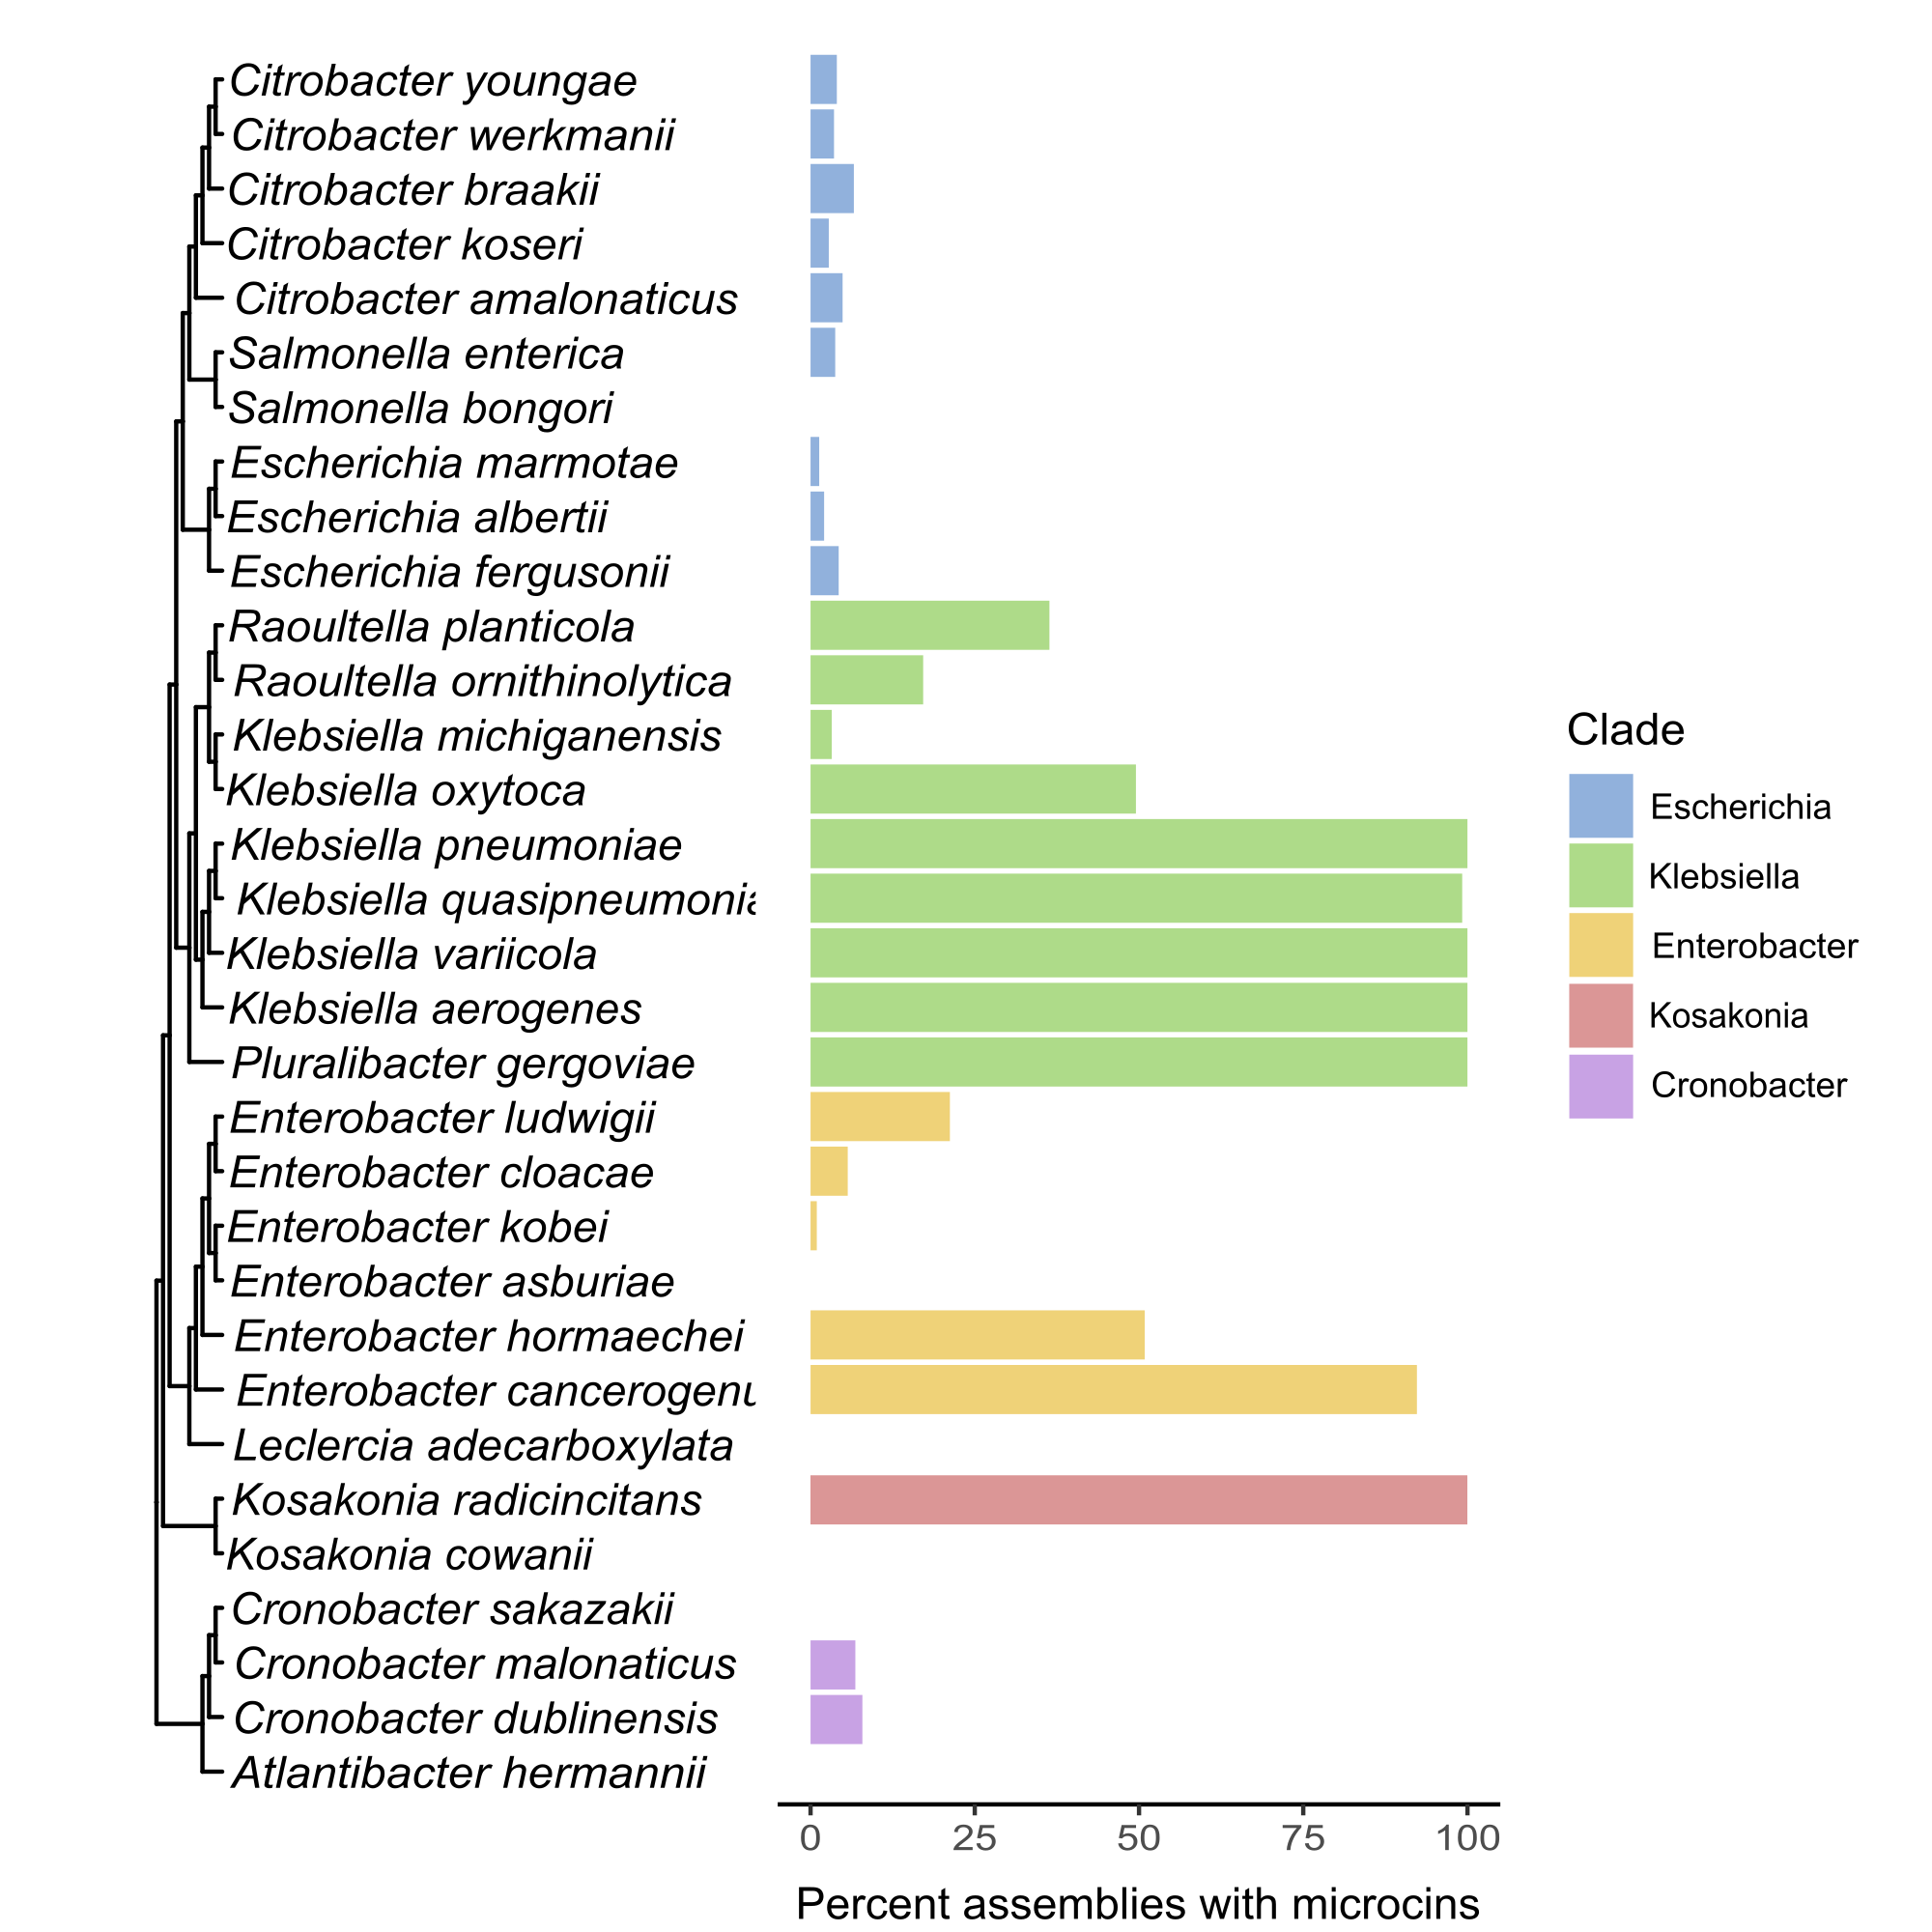 Citrobacter youngae
Citrobacter werkmanii
Citrobacter braakii
Citrobacter koseri
Citrobacter amalonaticus
Salmonella enterica
Salmonella bongori
Escherichia marmotae
Escherichia albertii
Escherichia fergusonii
Raoultella planticola
Raoultella ornithinolytica
Klebsiella michiganensis
Klebsiella oxytoca
Klebsiella pneumoniae
Klebsiella quasipneumonia
Klebsiella variicola
Klebsiella aerogenes
Pluralibacter gergoviae
Enterobacter ludwigii
Enterobacter cloacae
Enterobacter kobei
Enterobacter asburiae
Enterobacter hormaechei
Enterobacter cancerogenu
Leclercia adecarboxylata
Kosakonia radicincitans
Kosakonia cowanii
Cronobacter sakazakii
Cronobacter malonaticus
Cronobacter dublinensis
Atlantibacter hermannii
0 25 50 75 100
Percent assemblies with microcins
Clade
Escherichia
Klebsiella
Enterobacter
Kosakonia
Cronobacter